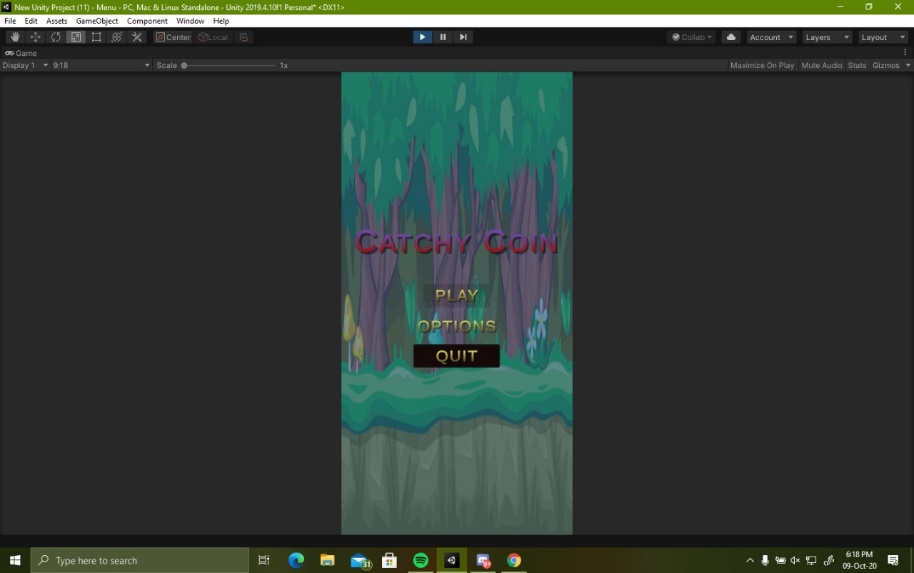 New Unity Project (11) - Menu - PC, Mac & Linux Standalone - Unity 2019.4.10f1 Personal* <DX11>
File Edit Assets GameObject Component Window Help
Center Local Collab Account Layers Layout
Game
Display 1 9:18 Scale 1x Maximize On Play Mute Audio Stats Gizmos
CATCHY COIN
PLAY
OPTIONS
QUIT
Type here to search
31
6:18 PM
09-Oct-20